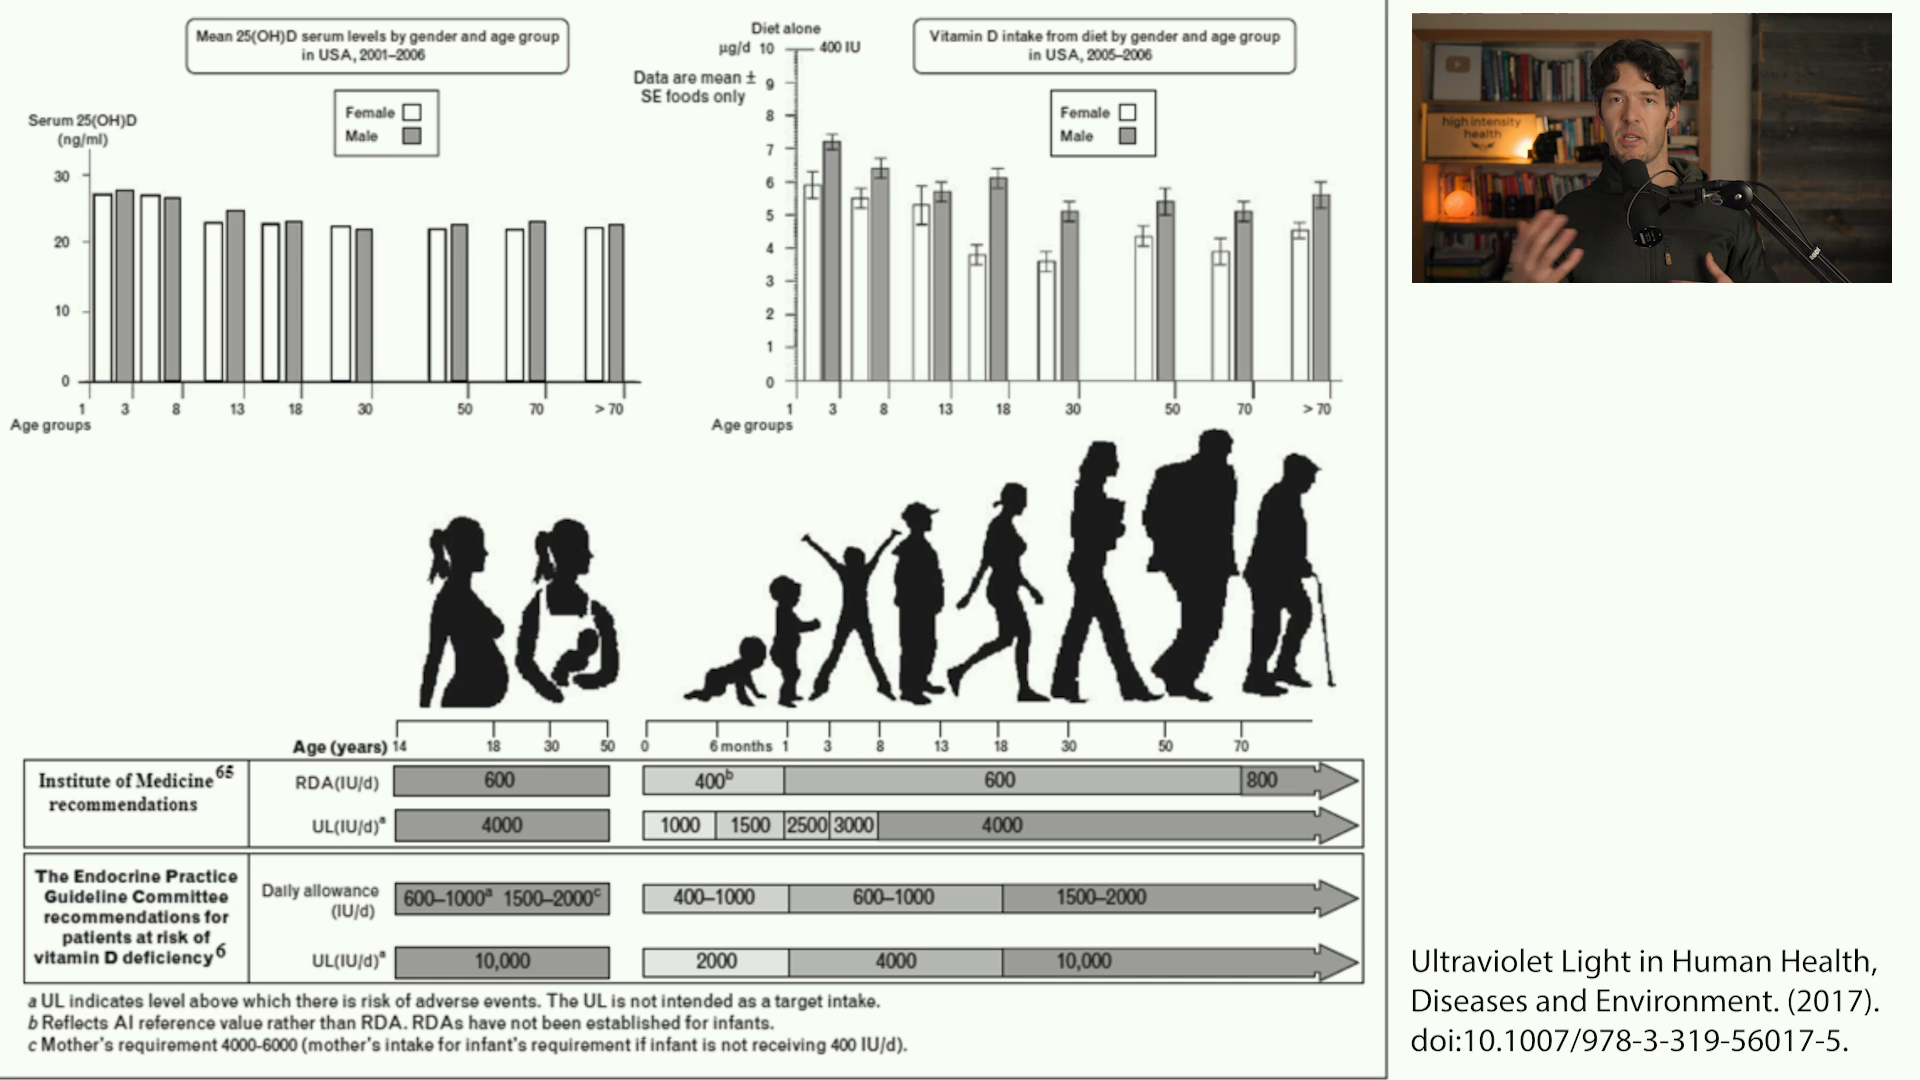 Mean 25(OH)D serum levels by gender and age group
in USA, 2001–2006
Female
Male
Serum 25(OH)D
(ng/ml)
30
20
10
0
1 3 8 13 18 30 50 70 > 70
Age groups
Diet alone
µg/d 10 400 IU
Data are mean ±
SE foods only
Vitamin D intake from diet by gender and age group
in USA, 2005–2006
Female
Male
9
8
7
6
5
4
3
2
1
0
1 3 8 13 18 30 50 70 > 70
Age groups
high intensity
health
Age (years) 14 18 30 50 0 6 months 1 3 8 13 18 30 50 70
Institute of Medicine65
recommendations
RDA(IU/d) 600 400b 600 800
UL(IU/d)a 4000 1000 1500 2500 3000 4000
The Endocrine Practice
Guideline Committee
recommendations for
patients at risk of
vitamin D deficiency6
Daily allowance
(IU/d)
600–1000a 1500–2000c 400–1000 600–1000 1500–2000
UL(IU/d)a 10,000 2000 4000 10,000
a UL indicates level above which there is risk of adverse events. The UL is not intended as a target intake.
b Reflects AI reference value rather than RDA. RDAs have not been established for infants.
c Mother's requirement 4000-6000 (mother's intake for infant's requirement if infant is not receiving 400 IU/d).
Ultraviolet Light in Human Health,
Diseases and Environment. (2017).
doi:10.1007/978-3-319-56017-5.